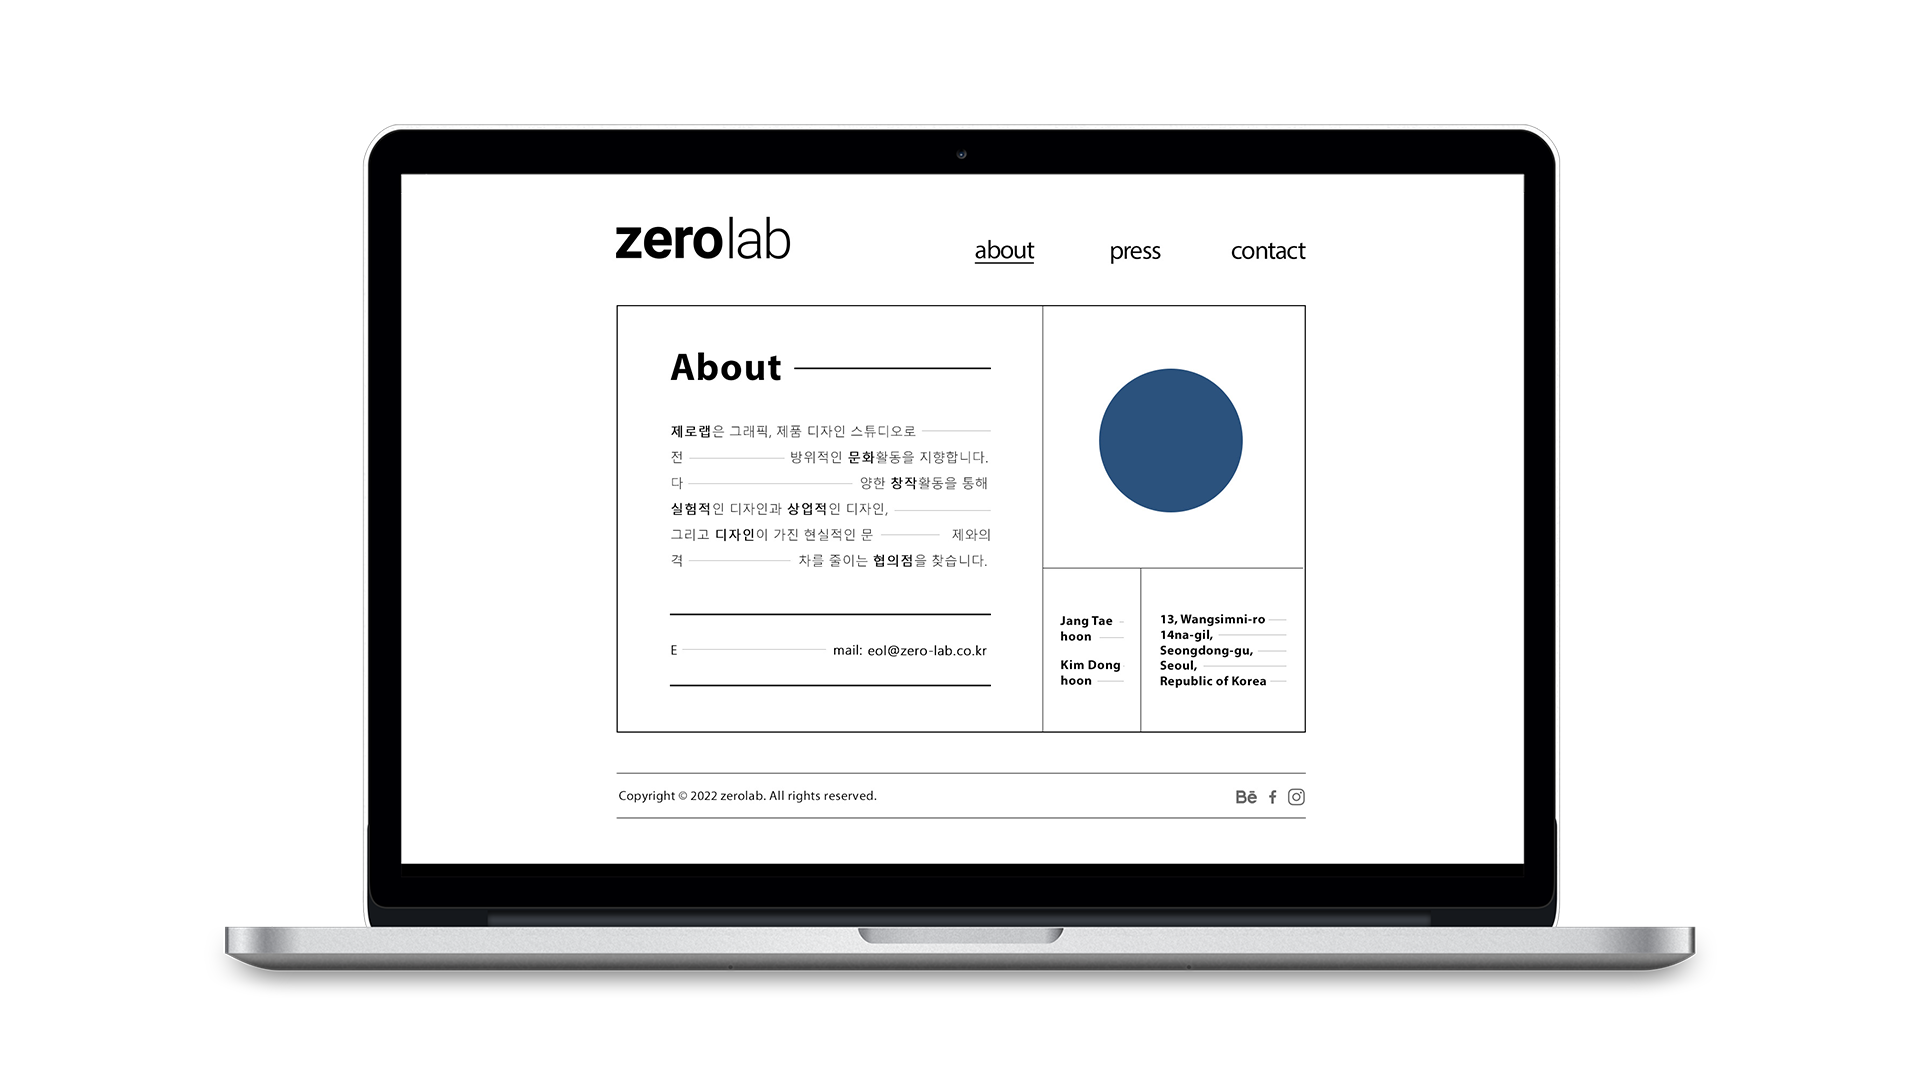 zerolab
about press contact
About
제로랩은 그래픽, 제품 디자인 스튜디오로
전 방위적인 문화활동을 지향합니다.
다 양한 창작활동을 통해
실험적인 디자인과 상업적인 디자인,
그리고 디자인이 가진 현실적인 문 제와의
격 차를 줄이는 협의점을 찾습니다.
E mail: eol@zero-lab.co.kr
Jang Tae
hoon
Kim Dong
hoon
13, Wangsimni-ro
14na-gil,
Seongdong-gu,
Seoul,
Republic of Korea
Copyright © 2022 zerolab. All rights reserved.
Bē f